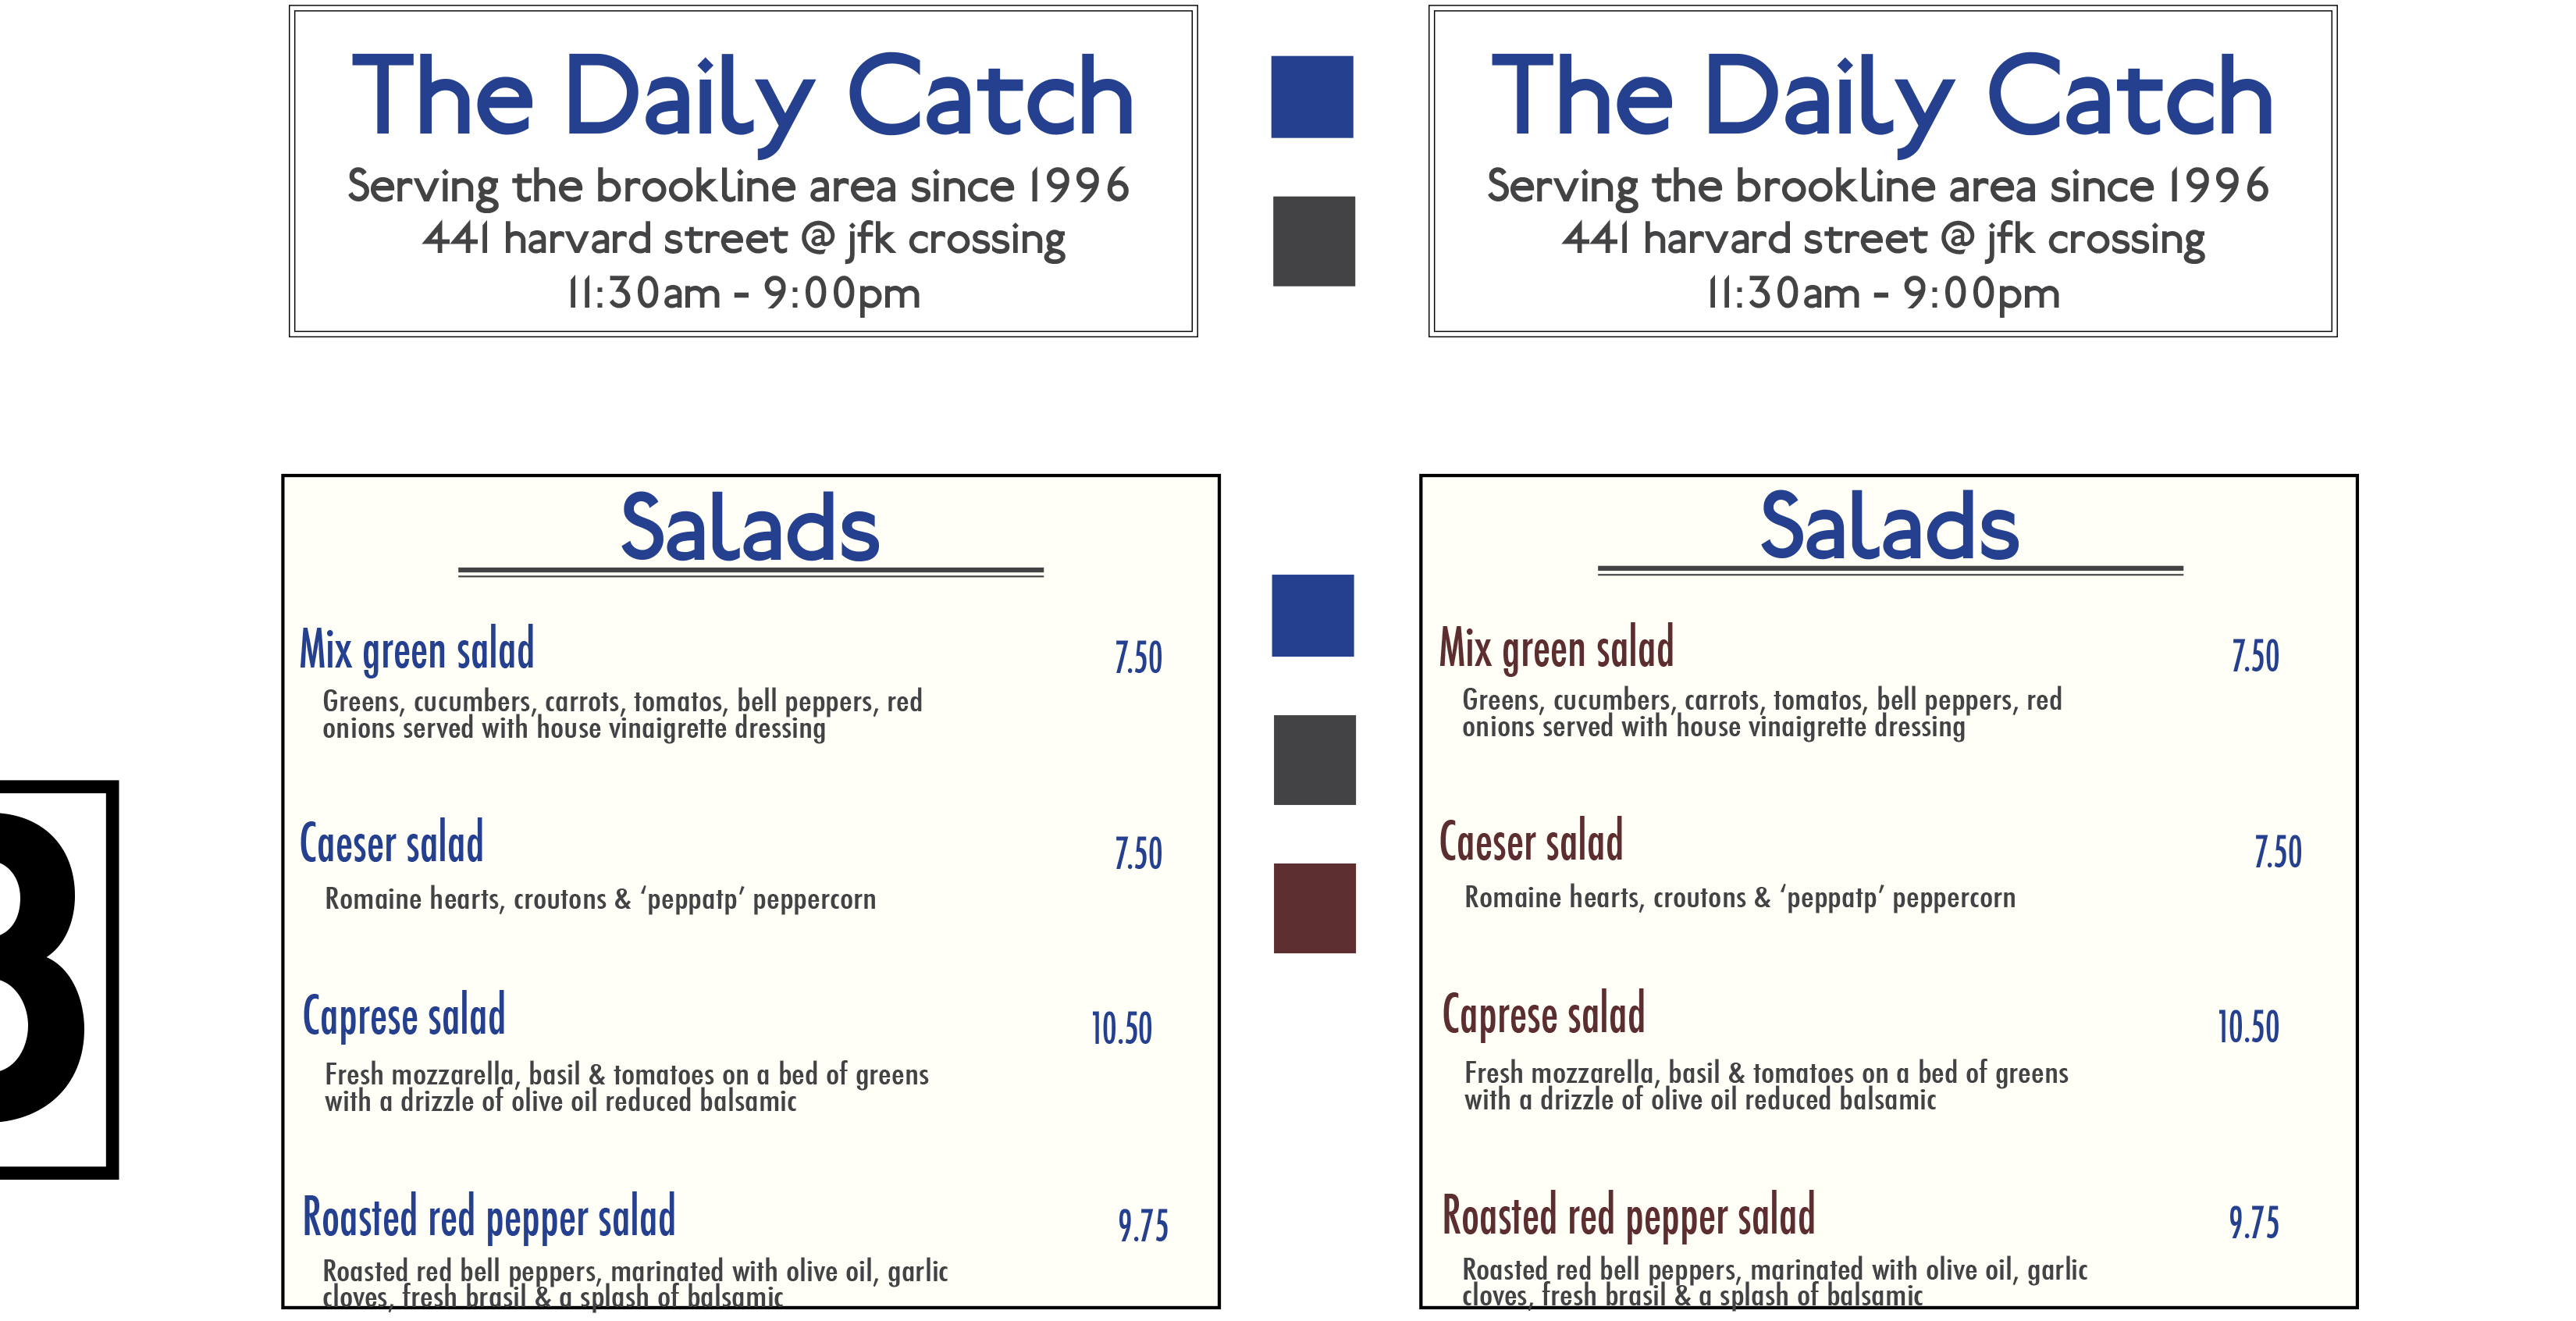 The Daily Catch
Serving the brookline area since 1996
441 harvard street @ jfk crossing
11:30am - 9:00pm
The Daily Catch
Serving the brookline area since 1996
441 harvard street @ jfk crossing
11:30am - 9:00pm
Salads
Mix green salad 7.50
Greens, cucumbers, carrots, tomatos, bell peppers, red
onions served with house vinaigrette dressing
Caeser salad 7.50
Romaine hearts, croutons & ‘peppatp’ peppercorn
Caprese salad 10.50
Fresh mozzarella, basil & tomatoes on a bed of greens
with a drizzle of olive oil reduced balsamic
Roasted red pepper salad 9.75
Roasted red bell peppers, marinated with olive oil, garlic
cloves, fresh brasil & a splash of balsamic
Salads
Mix green salad 7.50
Greens, cucumbers, carrots, tomatos, bell peppers, red
onions served with house vinaigrette dressing
Caeser salad 7.50
Romaine hearts, croutons & ‘peppatp’ peppercorn
Caprese salad 10.50
Fresh mozzarella, basil & tomatoes on a bed of greens
with a drizzle of olive oil reduced balsamic
Roasted red pepper salad 9.75
Roasted red bell peppers, marinated with olive oil, garlic
cloves, fresh brasil & a splash of balsamic